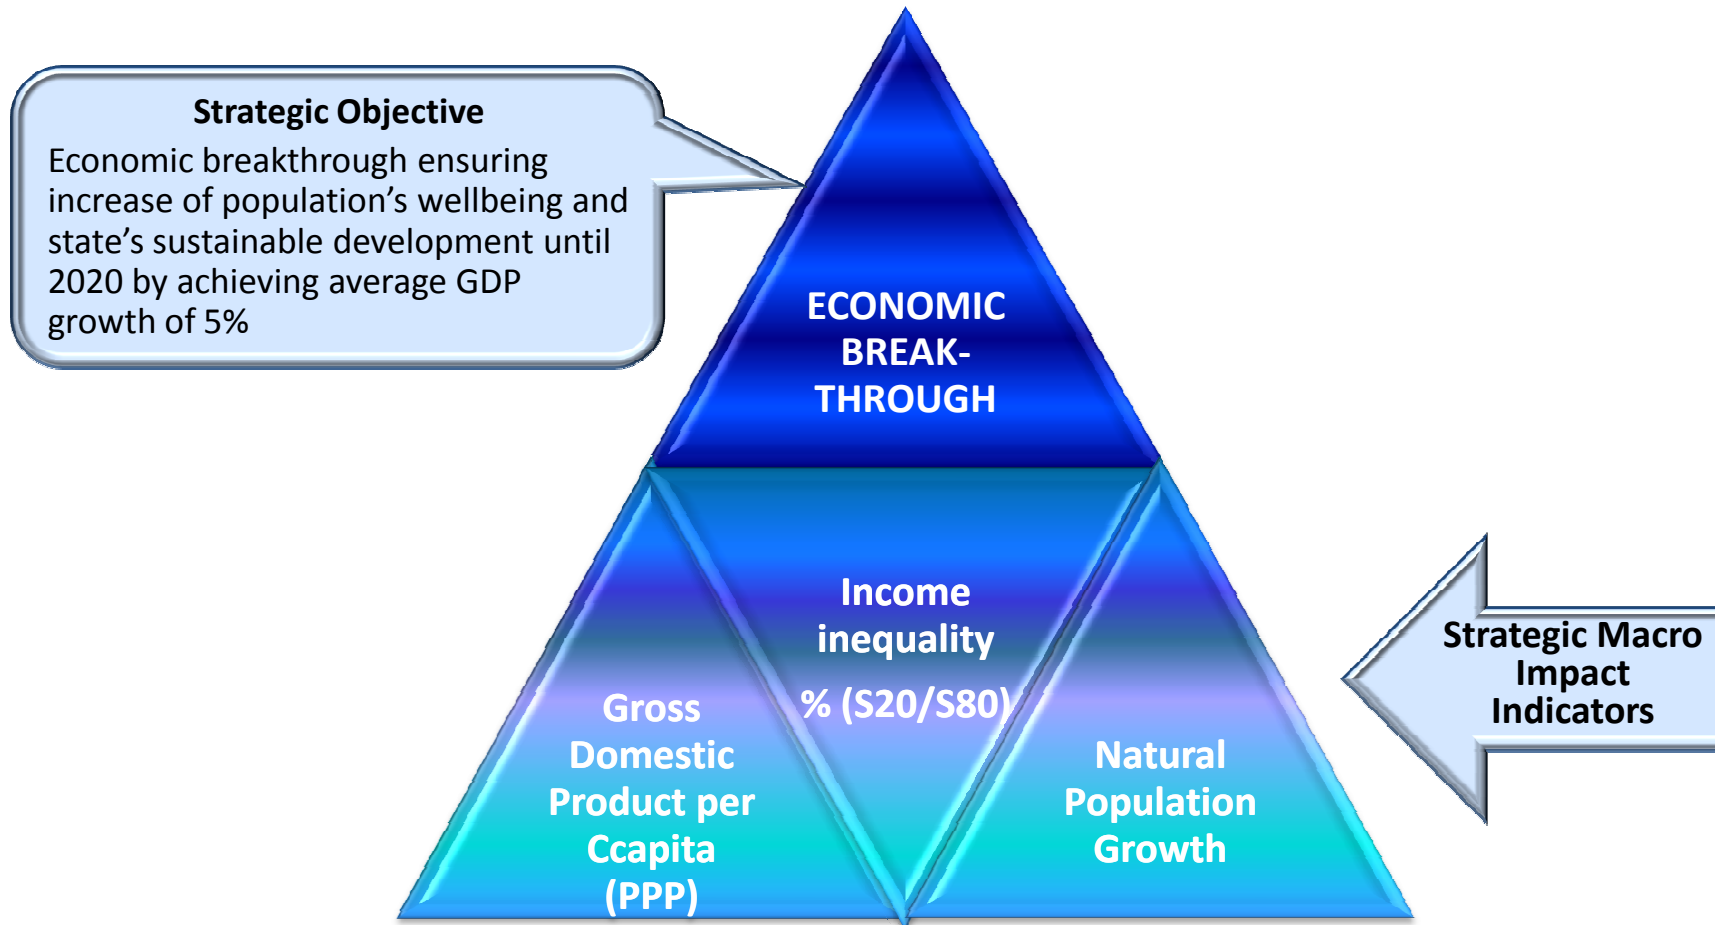 Strategic Objective
Economic breakthrough ensuring
increase of population’s wellbeing and
state’s sustainable development until
2020 by achieving average GDP
growth of 5%
ECONOMIC
BREAK-
THROUGH
Income
inequality
% (S20/S80)
Gross
Domestic
Product per
Ccapita
(PPP)
Natural
Population
Growth
Strategic Macro
Impact
Indicators